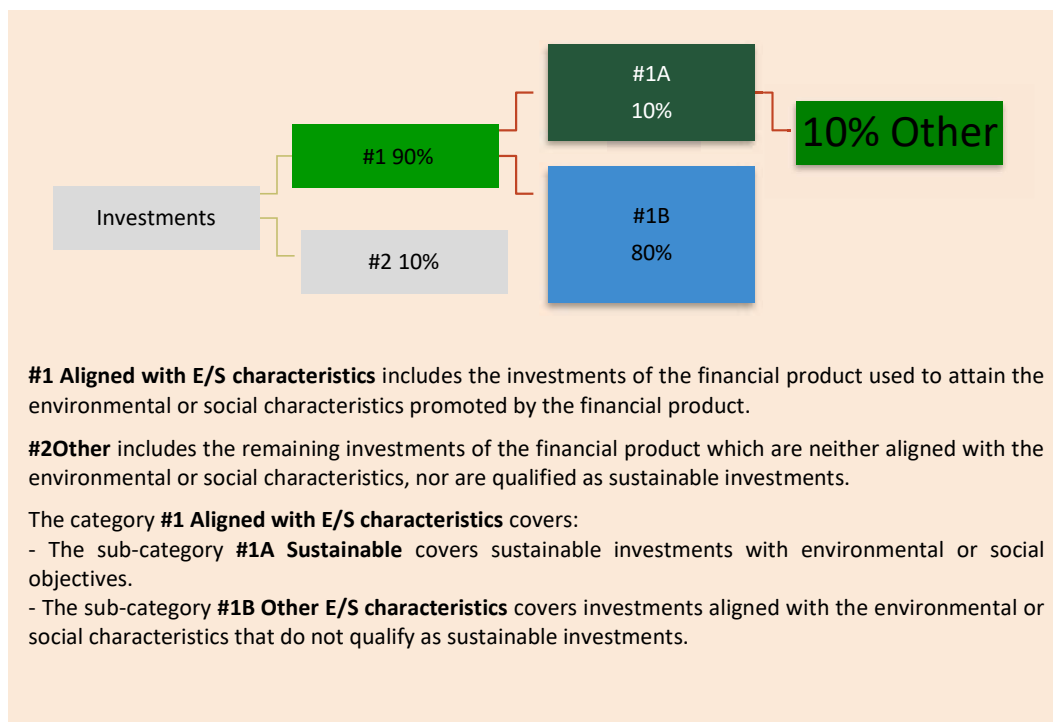 #1A
10%
10% Other
#1 90%
Investments
#1B
80%
#2 10%
#1 Aligned with E/S characteristics includes the investments of the financial product used to attain the
environmental or social characteristics promoted by the financial product.
#2Other includes the remaining investments of the financial product which are neither aligned with the
environmental or social characteristics, nor are qualified as sustainable investments.
The category #1 Aligned with E/S characteristics covers:
- The sub-category #1A Sustainable covers sustainable investments with environmental or social
objectives.
- The sub-category #1B Other E/S characteristics covers investments aligned with the environmental or
social characteristics that do not qualify as sustainable investments.